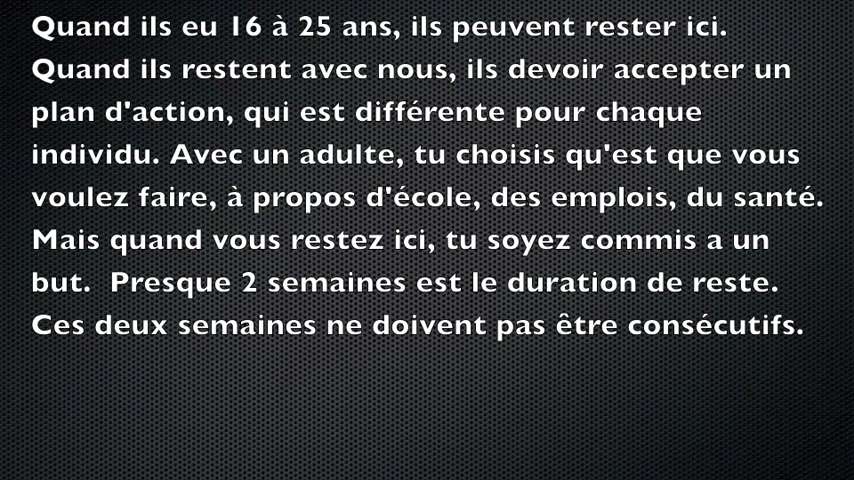 Quand ils eu 16 à 25 ans, ils peuvent rester ici.
Quand ils restent avec nous, ils devoir accepter un
plan d'action, qui est différente pour chaque
individu. Avec un adulte, tu choisis qu'est que vous
voulez faire, à propos d'école, des emplois, du santé.
Mais quand vous restez ici, tu soyez commis a un
but.  Presque 2 semaines est le duration de reste.
Ces deux semaines ne doivent pas être consécutifs.